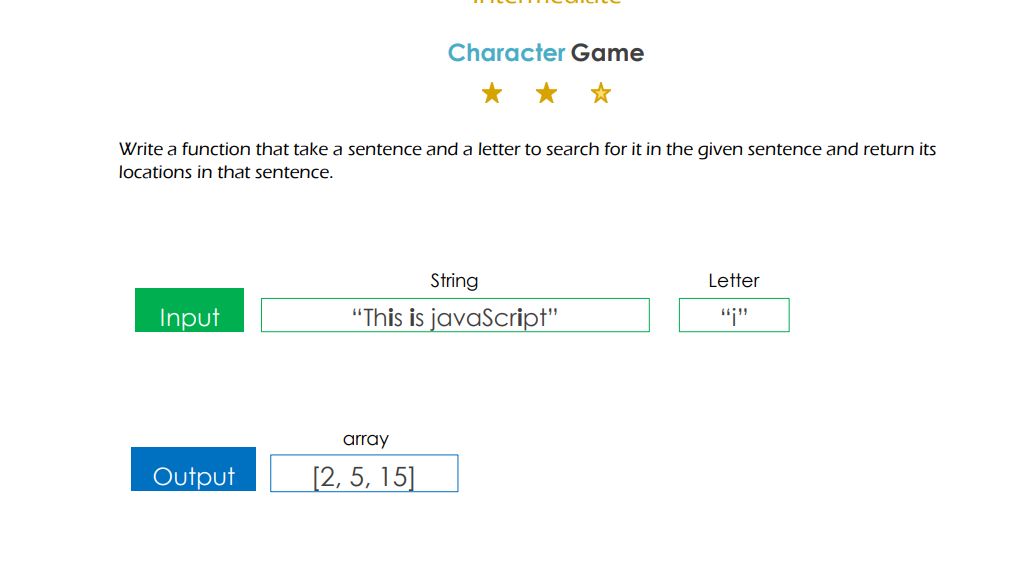 Intermediate
Character Game
Write a function that take a sentence and a letter to search for it in the given sentence and return its
locations in that sentence.
String
Letter
Input
“This is javaScript”
“i”
array
Output
[2, 5, 15]